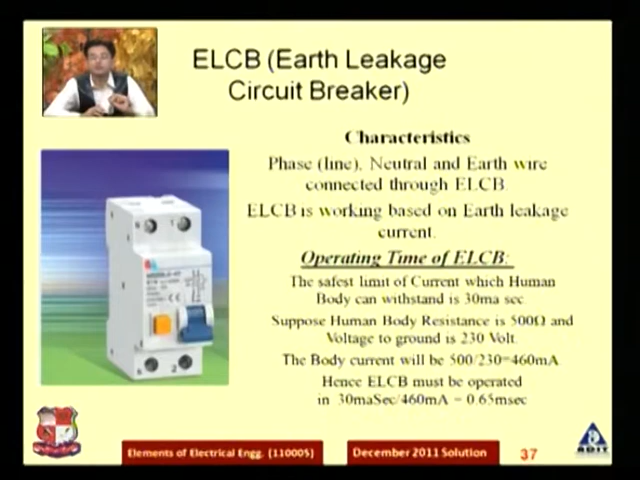 ELCB (Earth Leakage
Circuit Breaker)
Characteristics
Phase (line), Neutral and Earth wire
connected through ELCB.
ELCB is working based on Earth leakage
current.
Operating Time of ELCB:
The safest limit of Current which Human
Body can withstand is 30ma sec
Suppose Human Body Resistance is 500Ω and
Voltage to ground is 230 Volt.
The Body current will be 500/230=460mA
Hence ELCB must be operated
in 30maSec/460mA = 0.65msec
Elements of Electrical Engg. (110005)
December 2011 Solution
37
ADIT